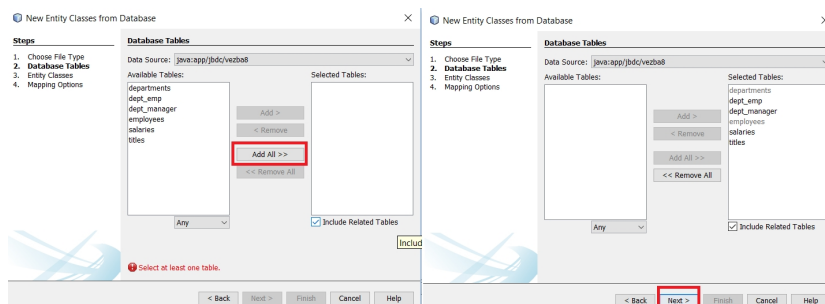 New Entity Classes from Database
Steps
1. Choose File Type
2. Database Tables
3. Entity Classes
4. Mapping Options
Database Tables
Data Source: java:app/jbdc/vezba8
Available Tables:
departments
dept_emp
dept_manager
employees
salaries
titles
Add >
< Remove
Add All >>
<< Remove All
Selected Tables:
Any
Include Related Tables
Includ
Select at least one table.
< Back Next > Finish Cancel Help
New Entity Classes from Database
Steps
1. Choose File Type
2. Database Tables
3. Entity Classes
4. Mapping Options
Database Tables
Data Source: java:app/jbdc/vezba8
Available Tables:
Add >
< Remove
Add All >>
<< Remove All
Selected Tables:
departments
dept_emp
dept_manager
employees
salaries
titles
Any
Include Related Tables
< Back Next > Finish Cancel Help